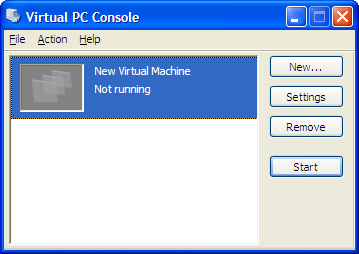 Virtual PC Console
File Action Help
New Virtual Machine
Not running
New...
Settings
Remove
Start